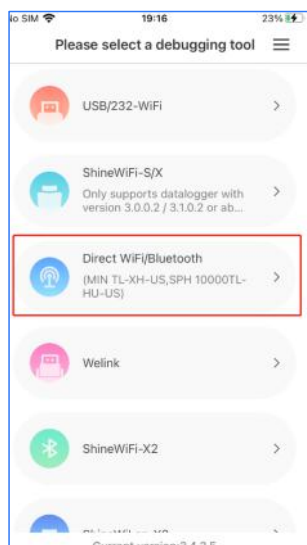 No SIM 19:16 23%
Please select a debugging tool
USB/232-WiFi
ShineWiFi-S/X
Only supports datalogger with
version 3.0.0.2 / 3.1.0.2 or ab...
Direct WiFi/Bluetooth
(MIN TL-XH-US,SPH 10000TL-
HU-US)
Welink
ShineWiFi-X2